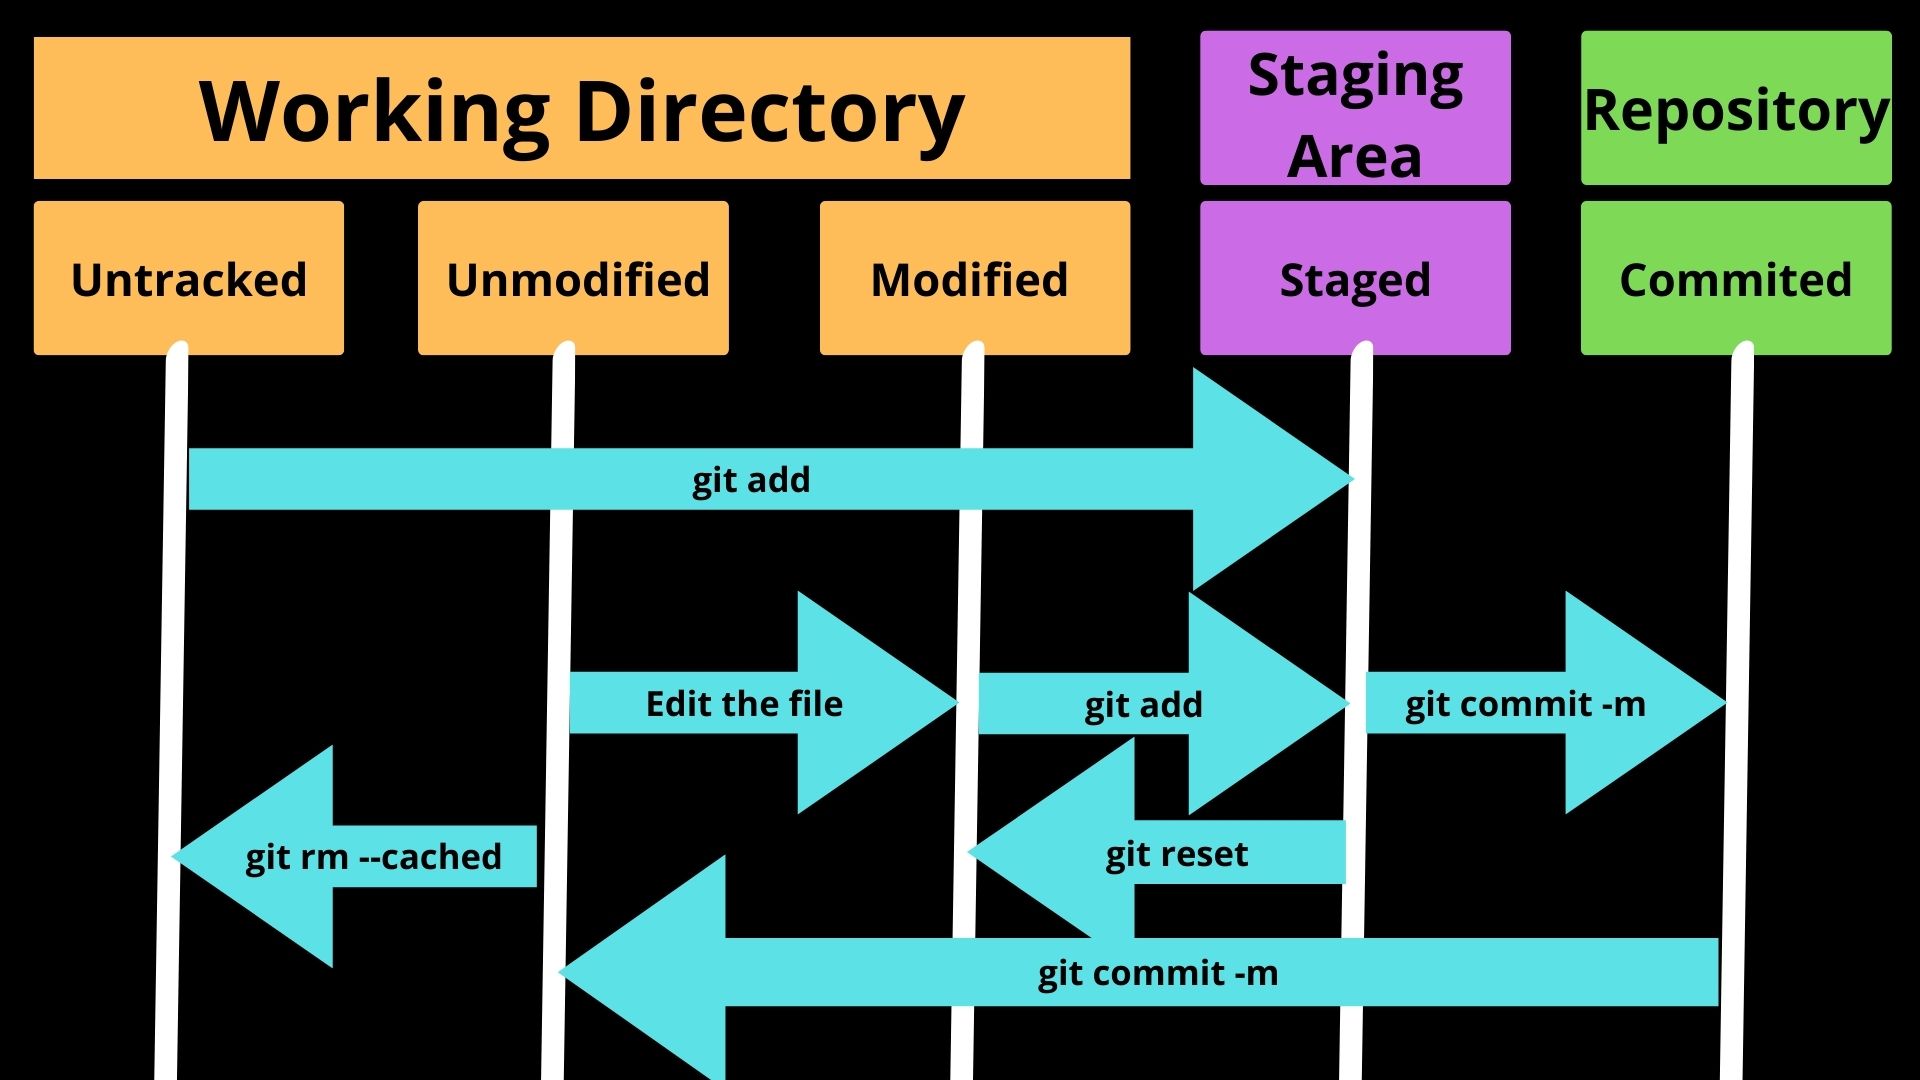 Working Directory
Staging
Area
Repository
Untracked
Unmodified
Modified
Staged
Commited
git add
Edit the file
git add
git commit -m
git rm --cached
git reset
git commit -m